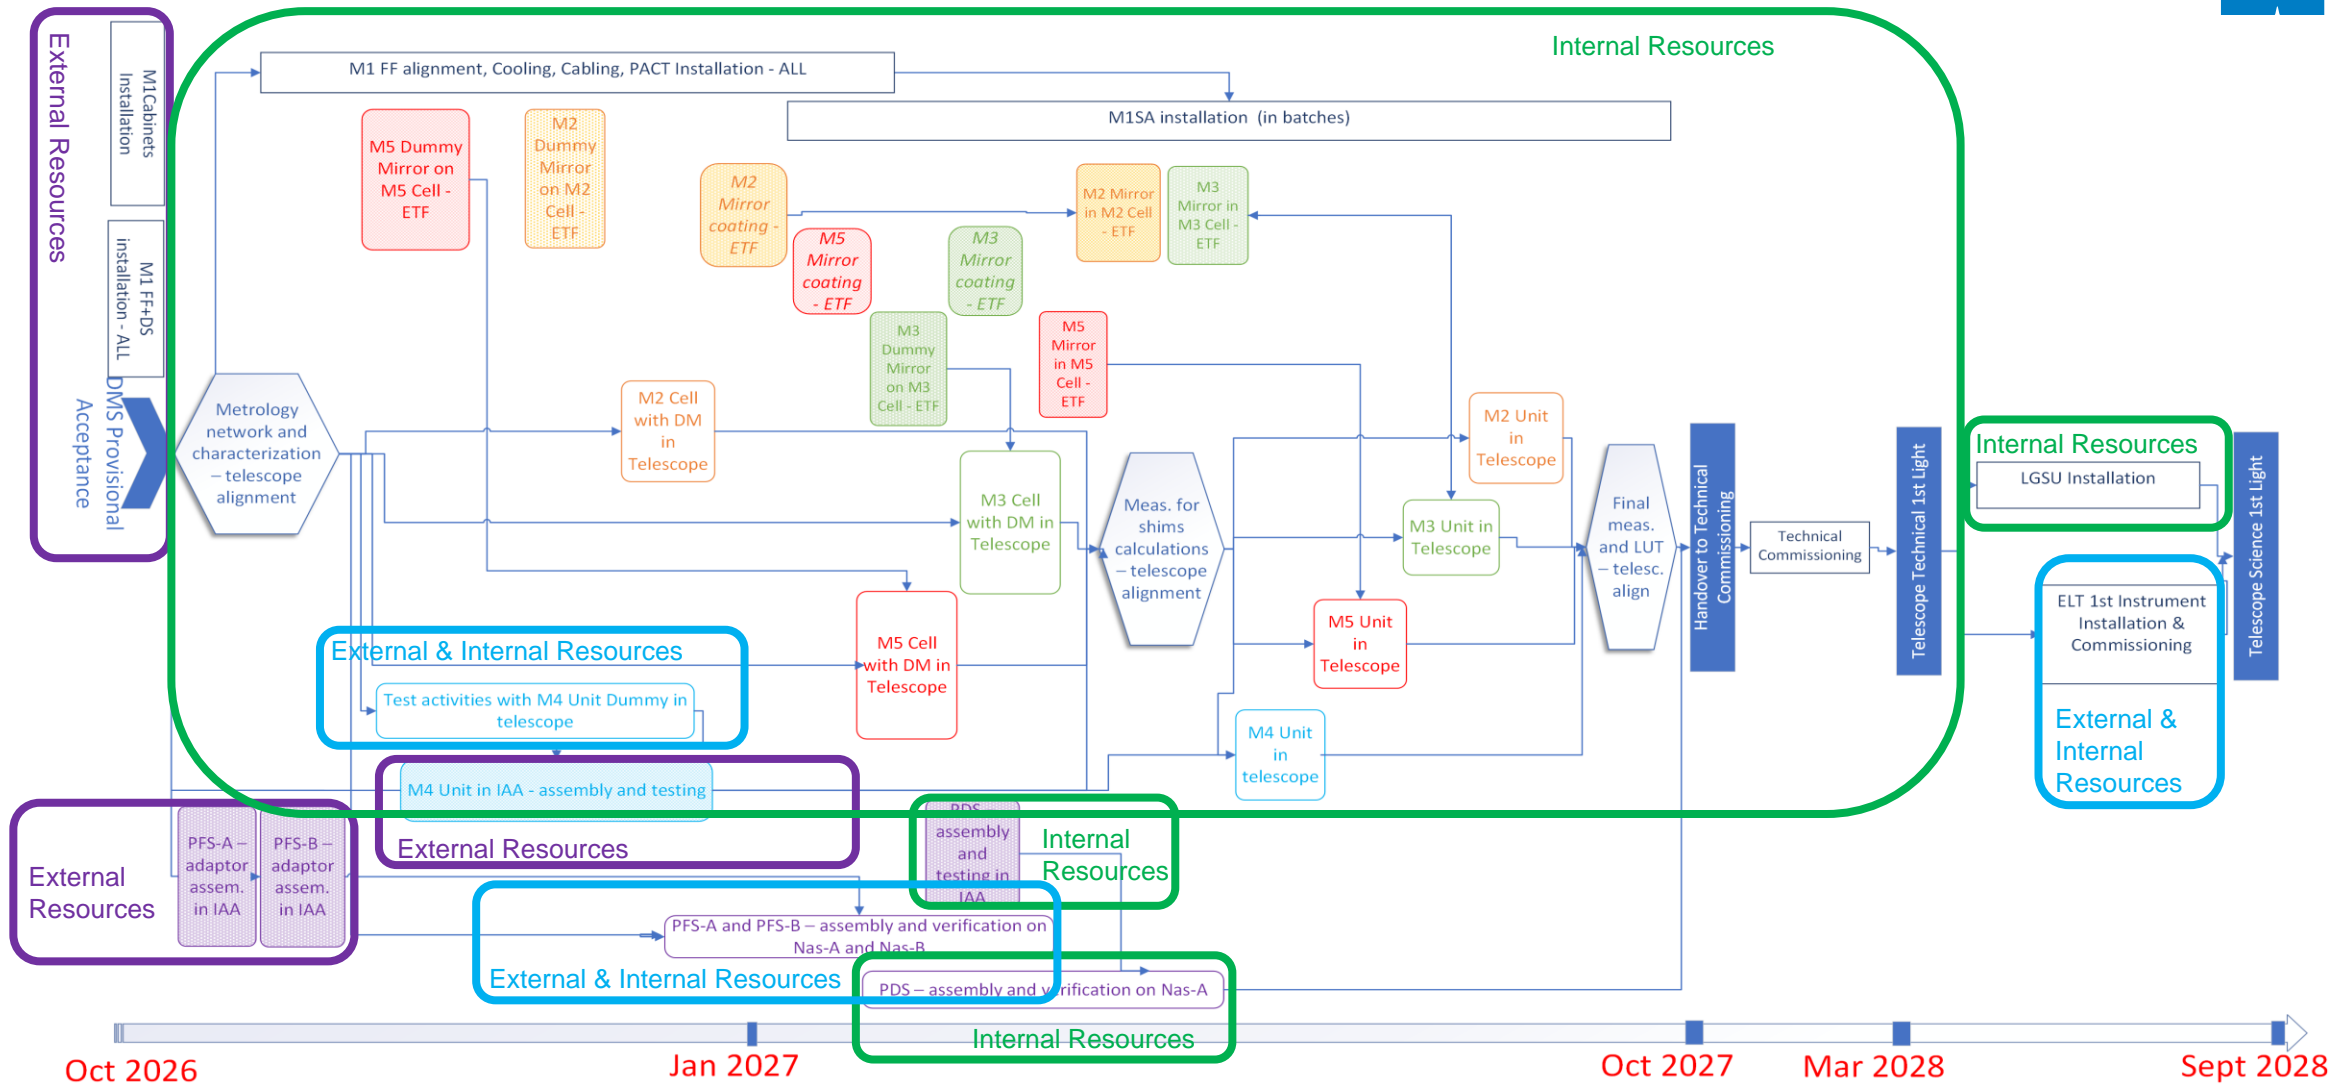 External Resources
M1Cabinets
Installation
M1 FF+DS
installation - ALL
DMS Provisional
Acceptance
Internal Resources
M1 FF alignment, Cooling, Cabling, PACT Installation - ALL
M1SA installation  (in batches)
M5 Dummy
Mirror on
M5 Cell -
ETF
M2
Dummy
Mirror
on M2
Cell -
ETF
M2
Mirror
coating -
ETF
M5
Mirror
coating
- ETF
M3
Mirror
coating
- ETF
M2 Mirror
in M2 Cell
- ETF
M3
Mirror in
M3 Cell -
ETF
M3
Dummy
Mirror
on M3
Cell - ETF
M5
Mirror
in M5
Cell -
ETF
Metrology
network and
characterization
– telescope
alignment
M2 Cell
with DM
in
Telescope
M3 Cell
with DM in
Telescope
M5 Cell
with DM in
Telescope
Meas. for
shims
calculations
– telescope
alignment
M2 Unit
in
Telescope
M3 Unit in
Telescope
M5 Unit
in
Telescope
M4 Unit
in
telescope
Final
meas.
and LUT
– telesc.
align
Handover to Technical
Commissioning
Technical
Commissioning
Telescope Technical 1st Light
Internal Resources
LGSU Installation
ELT 1st Instrument
Installation &
Commissioning
External &
Internal
Resources
Telescope Science 1st Light
External & Internal Resources
Test activities with M4 Unit Dummy in
telescope
M4 Unit in IAA - assembly and testing
External Resources
External
Resources
PFS-A –
adaptor
assem.
in IAA
PFS-B –
adaptor
assem.
in IAA
PDS
assembly
and
testing in
IAA
Internal
Resources
PFS-A and PFS-B – assembly and verification on
Nas-A and Nas-B
External & Internal Resources
PDS – assembly and verification on Nas-A
Internal Resources
Oct 2026
Jan 2027
Oct 2027
Mar 2028
Sept 2028